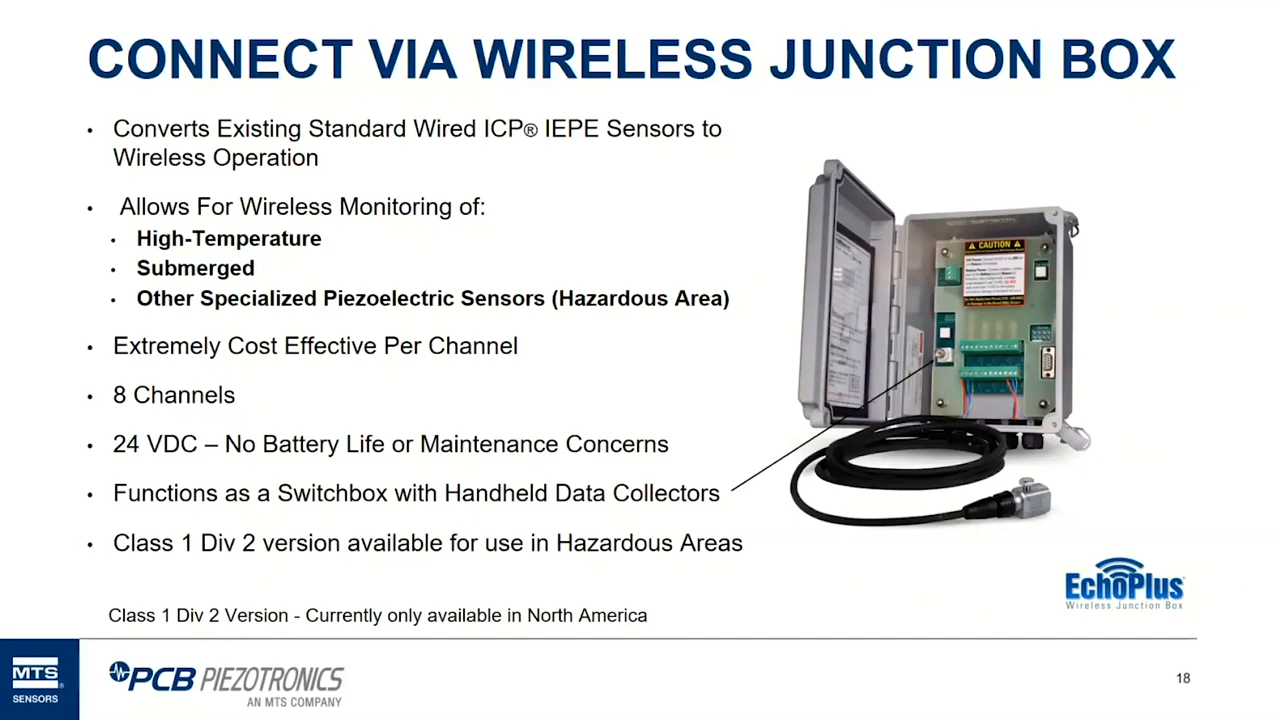 CONNECT VIA WIRELESS JUNCTION BOX
• Converts Existing Standard Wired ICP® IEPE Sensors to
Wireless Operation
• Allows For Wireless Monitoring of:
• High-Temperature
• Submerged
• Other Specialized Piezoelectric Sensors (Hazardous Area)
• Extremely Cost Effective Per Channel
• 8 Channels
• 24 VDC – No Battery Life or Maintenance Concerns
• Functions as a Switchbox with Handheld Data Collectors
• Class 1 Div 2 version available for use in Hazardous Areas
CAUTION
EchoPlus®
Wireless Junction Box
Class 1 Div 2 Version - Currently only available in North America
MTS®
SENSORS
PCB PIEZOTRONICS
AN MTS COMPANY
18